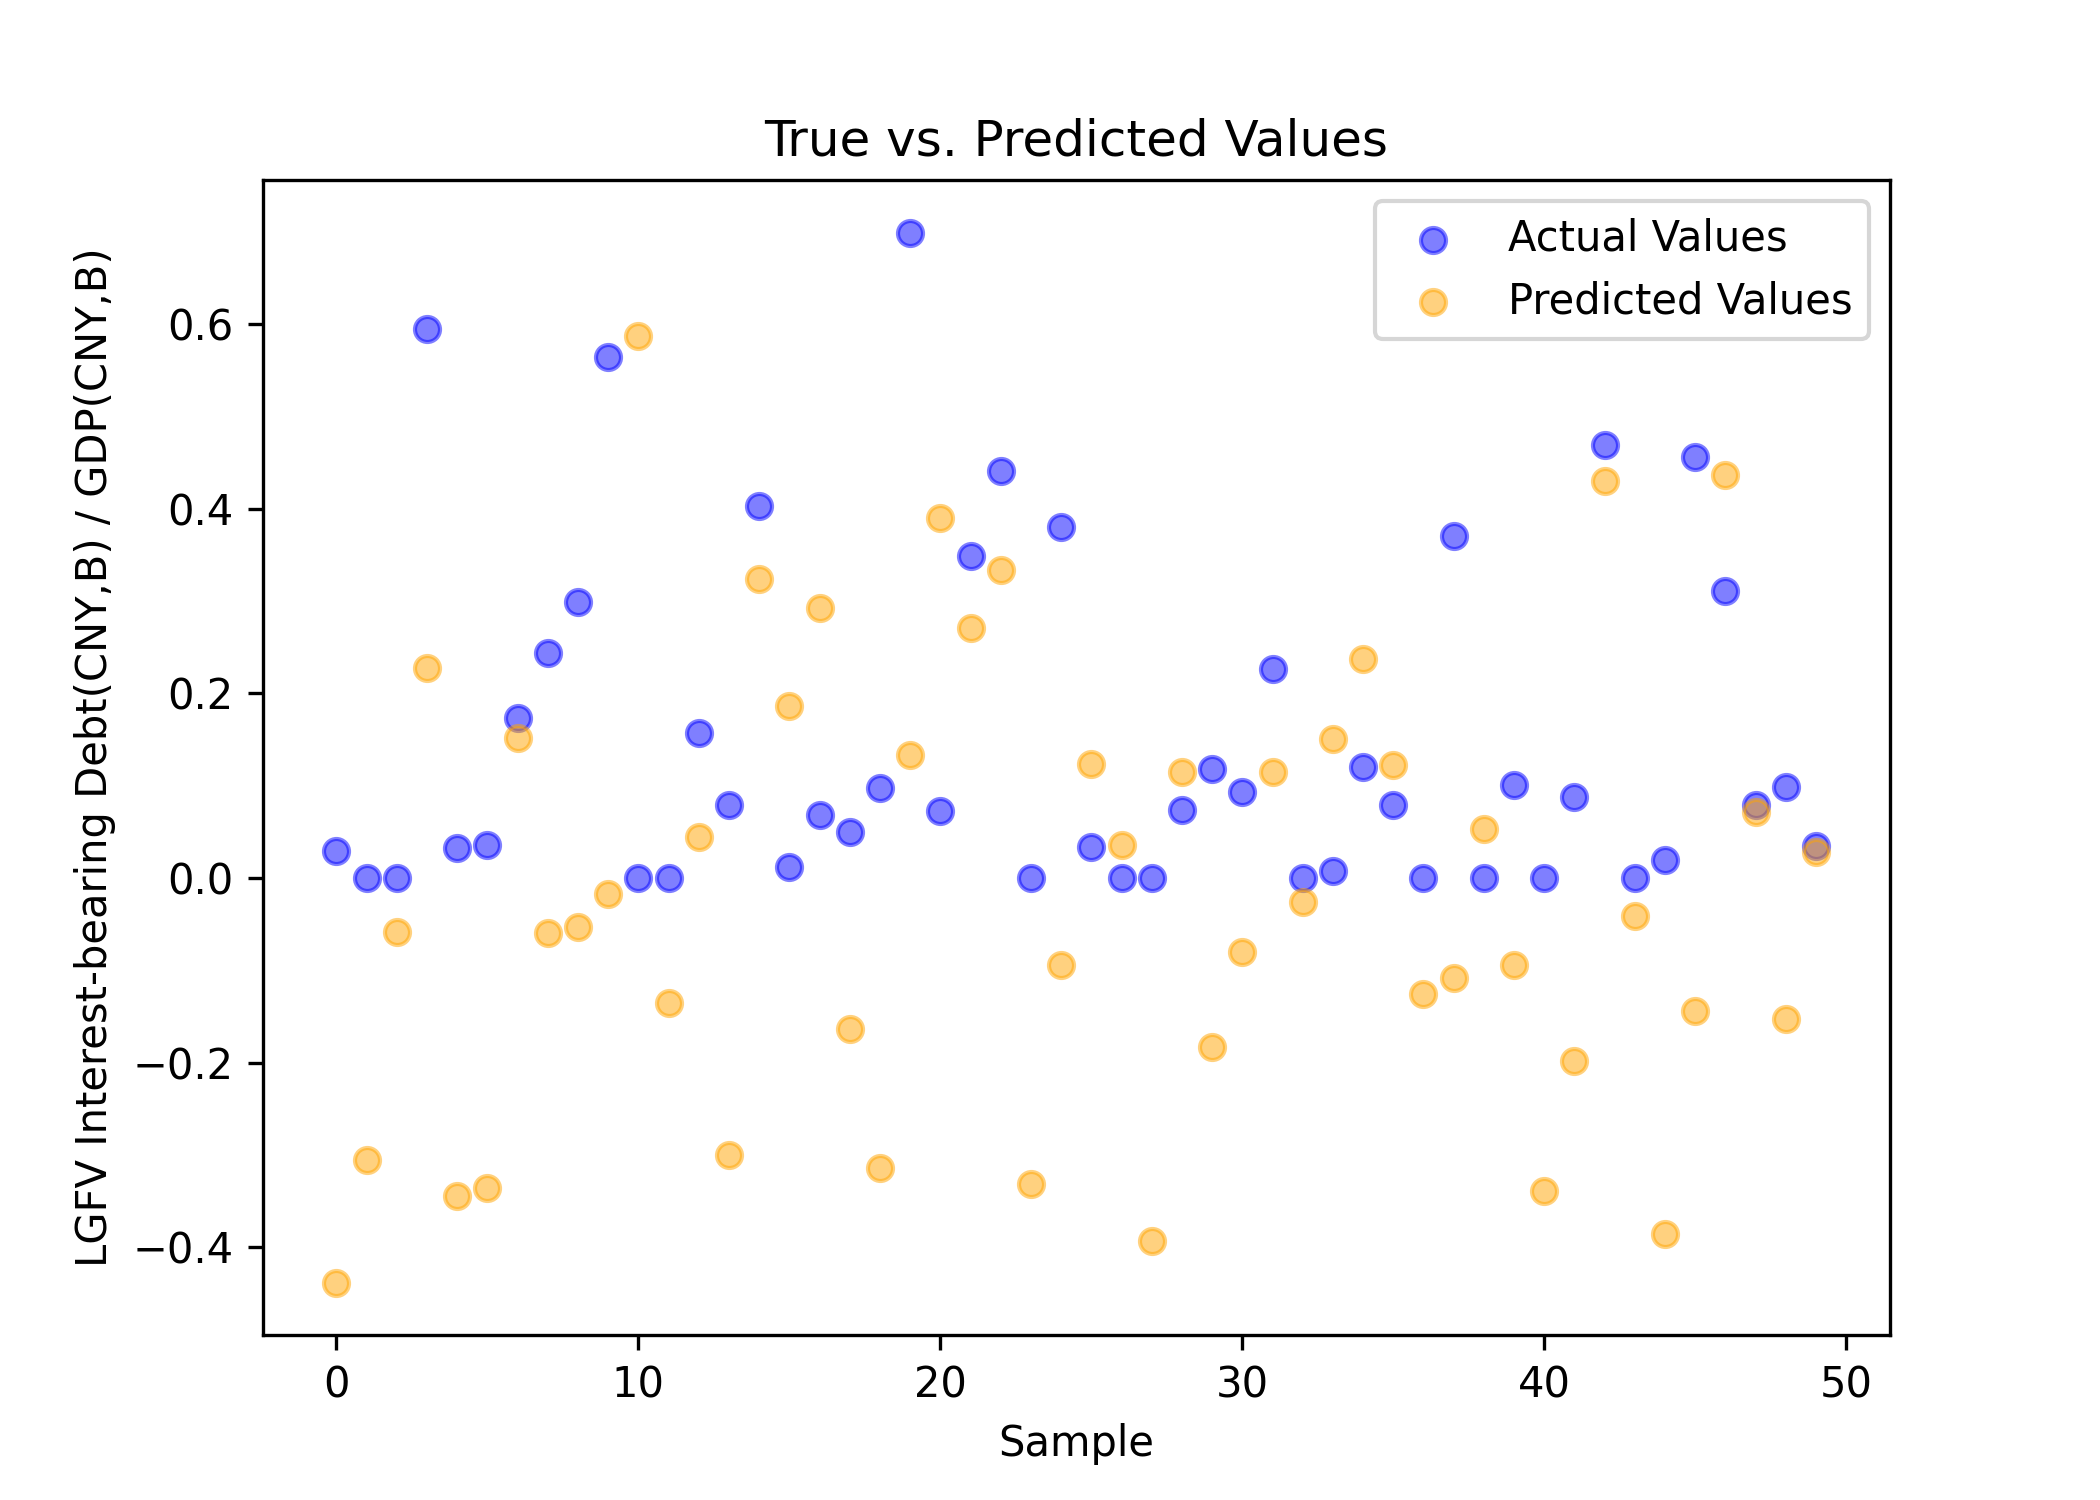 True vs. Predicted Values
Actual Values
Predicted Values
LGFV Interest-bearing Debt(CNY,B) / GDP(CNY,B)
0.6
0.4
0.2
0.0
−0.2
−0.4
0 10 20 30 40 50
Sample